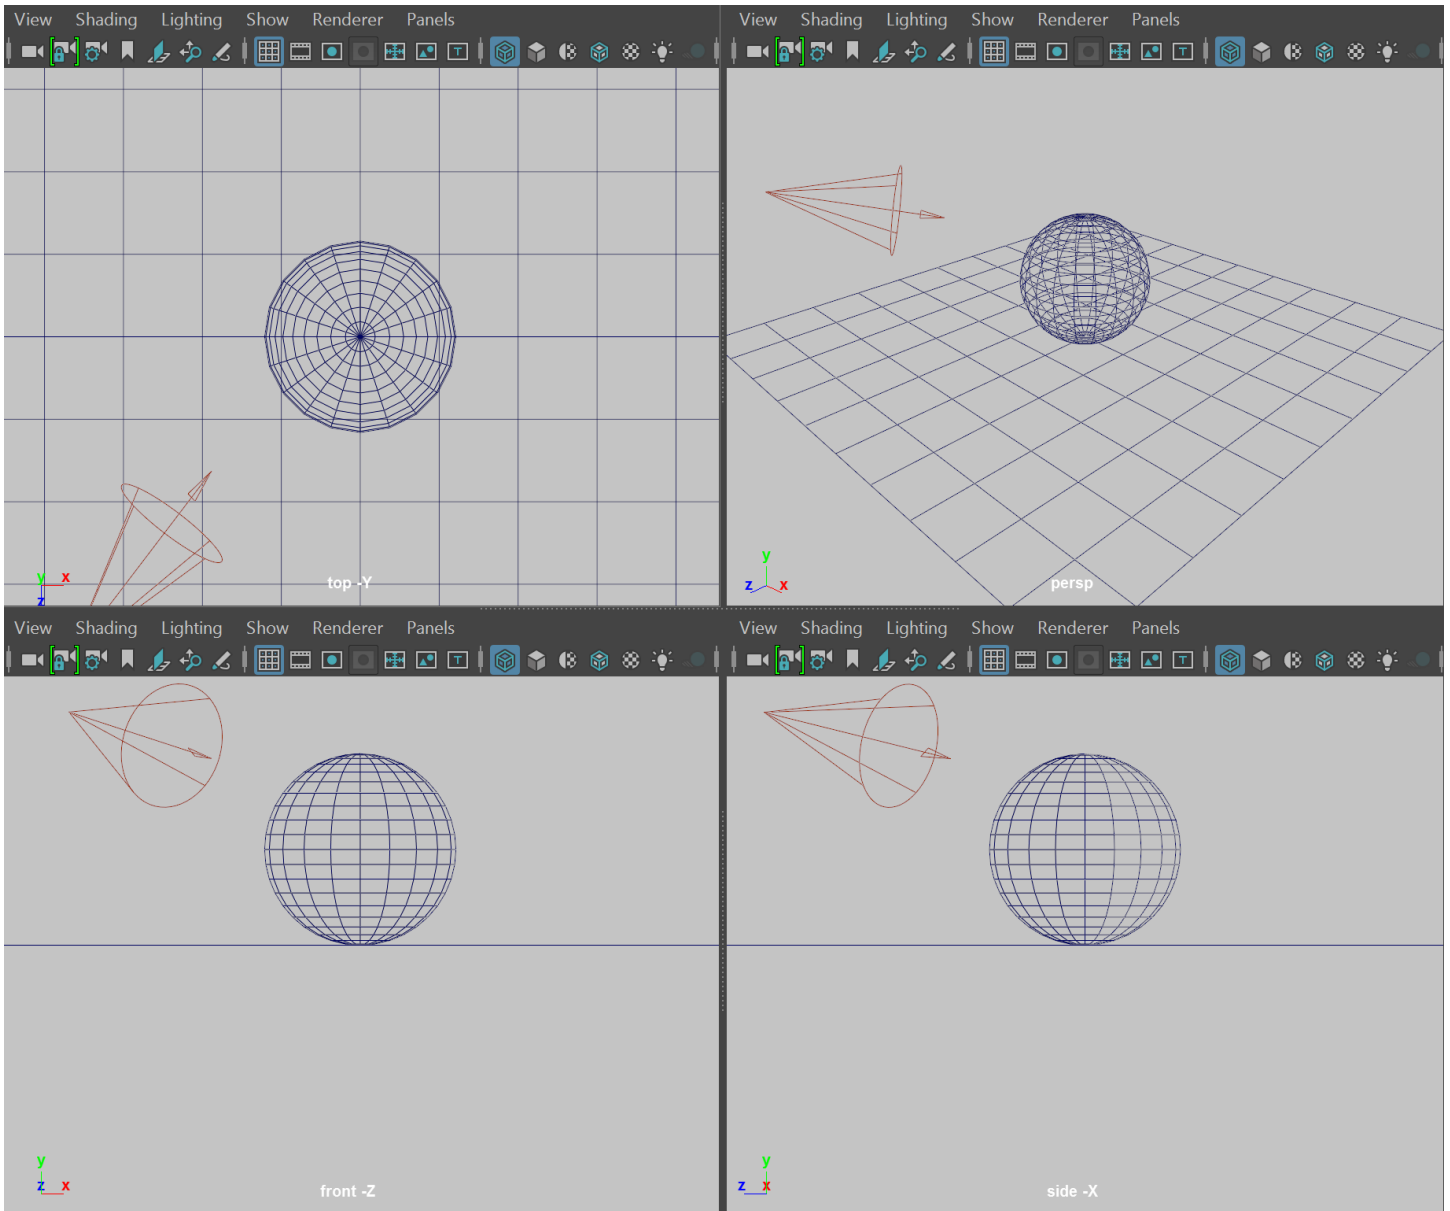 View Shading Lighting Show Renderer Panels
T
y x
z
top -Y
View Shading Lighting Show Renderer Panels
T
y
z x
persp
View Shading Lighting Show Renderer Panels
T
y
z x
front -Z
View Shading Lighting Show Renderer Panels
T
y
z x
side -X